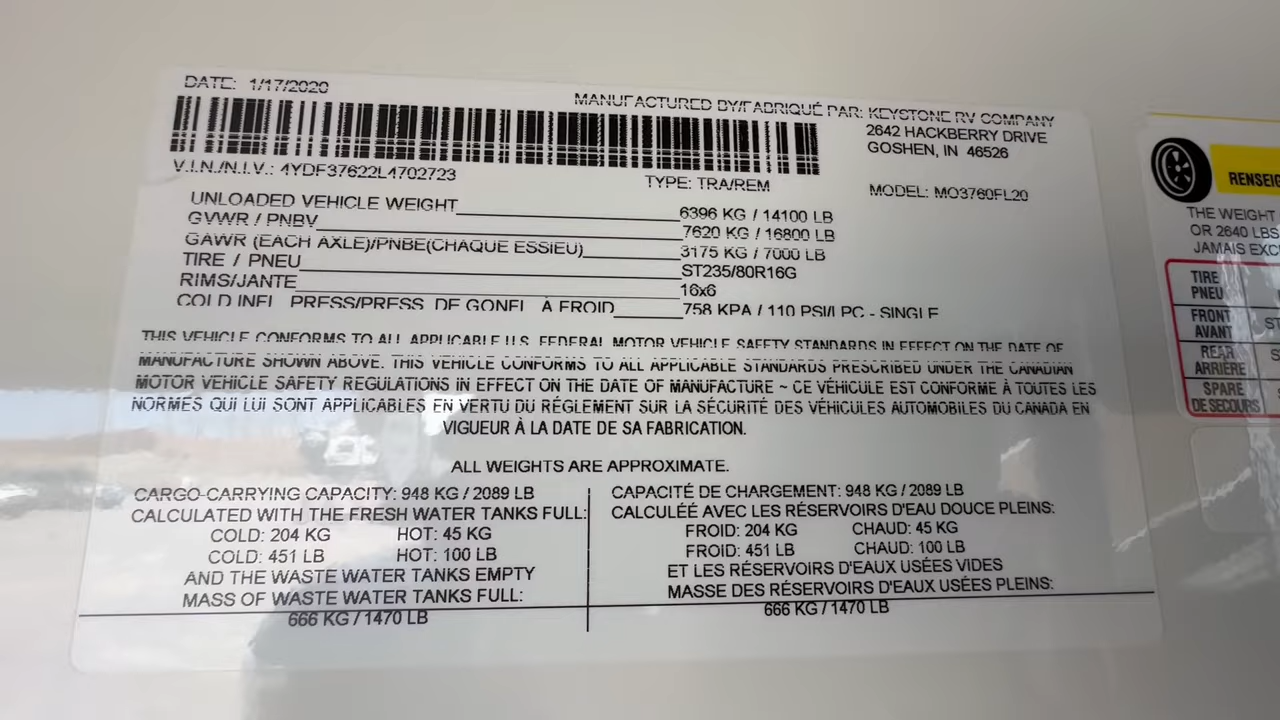 DATE: 1/17/2020
MANUFACTURED BY/FABRIQUÉ PAR: KEYSTONE RV COMPANY
2642 HACKBERRY DRIVE
GOSHEN, IN 46526
V.I.N./N.I.V.: 4YDF37622L4702723
TYPE: TRA/REM
MODEL: MO3760FL20
UNLOADED VEHICLE WEIGHT 6396 KG / 14100 LB
GVWR / PNBV 7620 KG / 16800 LB
GAWR (EACH AXLE)/PNBE(CHAQUE ESSIEU) 3175 KG / 7000 LB
TIRE / PNEU ST235/80R16G
RIMS/JANTE 16x6
COLD INFL. PRESS/PRESS. DE GONFL. À FROID 758 KPA / 110 PSI/LPC - SINGLE
THIS VEHICLE CONFORMS TO ALL APPLICABLE U.S. FEDERAL MOTOR VEHICLE SAFETY STANDARDS IN EFFECT ON THE DATE OF
MANUFACTURE SHOWN ABOVE. THIS VEHICLE CONFORMS TO ALL APPLICABLE STANDARDS PRESCRIBED UNDER THE CANADIAN
MOTOR VEHICLE SAFETY REGULATIONS IN EFFECT ON THE DATE OF MANUFACTURE ~ CE VÉHICULE EST CONFORME À TOUTES LES
NORMES QUI LUI SONT APPLICABLES EN VERTU DU RÉGLEMENT SUR LA SÉCURITÉ DES VÉHICULES AUTOMOBILES DU CANADA EN
VIGUEUR À LA DATE DE SA FABRICATION.
ALL WEIGHTS ARE APPROXIMATE.
CARGO-CARRYING CAPACITY: 948 KG / 2089 LB
CALCULATED WITH THE FRESH WATER TANKS FULL:
COLD: 204 KG HOT: 45 KG
COLD: 451 LB HOT: 100 LB
AND THE WASTE WATER TANKS EMPTY
MASS OF WASTE WATER TANKS FULL:
666 KG / 1470 LB
CAPACITÉ DE CHARGEMENT: 948 KG / 2089 LB
CALCULÉÉ AVEC LES RÉSERVOIRS D'EAU DOUCE PLEINS:
FROID: 204 KG CHAUD: 45 KG
FROID: 451 LB CHAUD: 100 LB
ET LES RÉSERVOIRS D'EAUX USÉES VIDES
MASSE DES RÉSERVOIRS D'EAUX USÉES PLEINS:
666 KG / 1470 LB
THE WEIGHT
OR 2640 LBS
JAMAIS
TIRE
PNEU
FRONT
AVANT
REAR
ARRIÈRE
SPARE
DE SECOURS